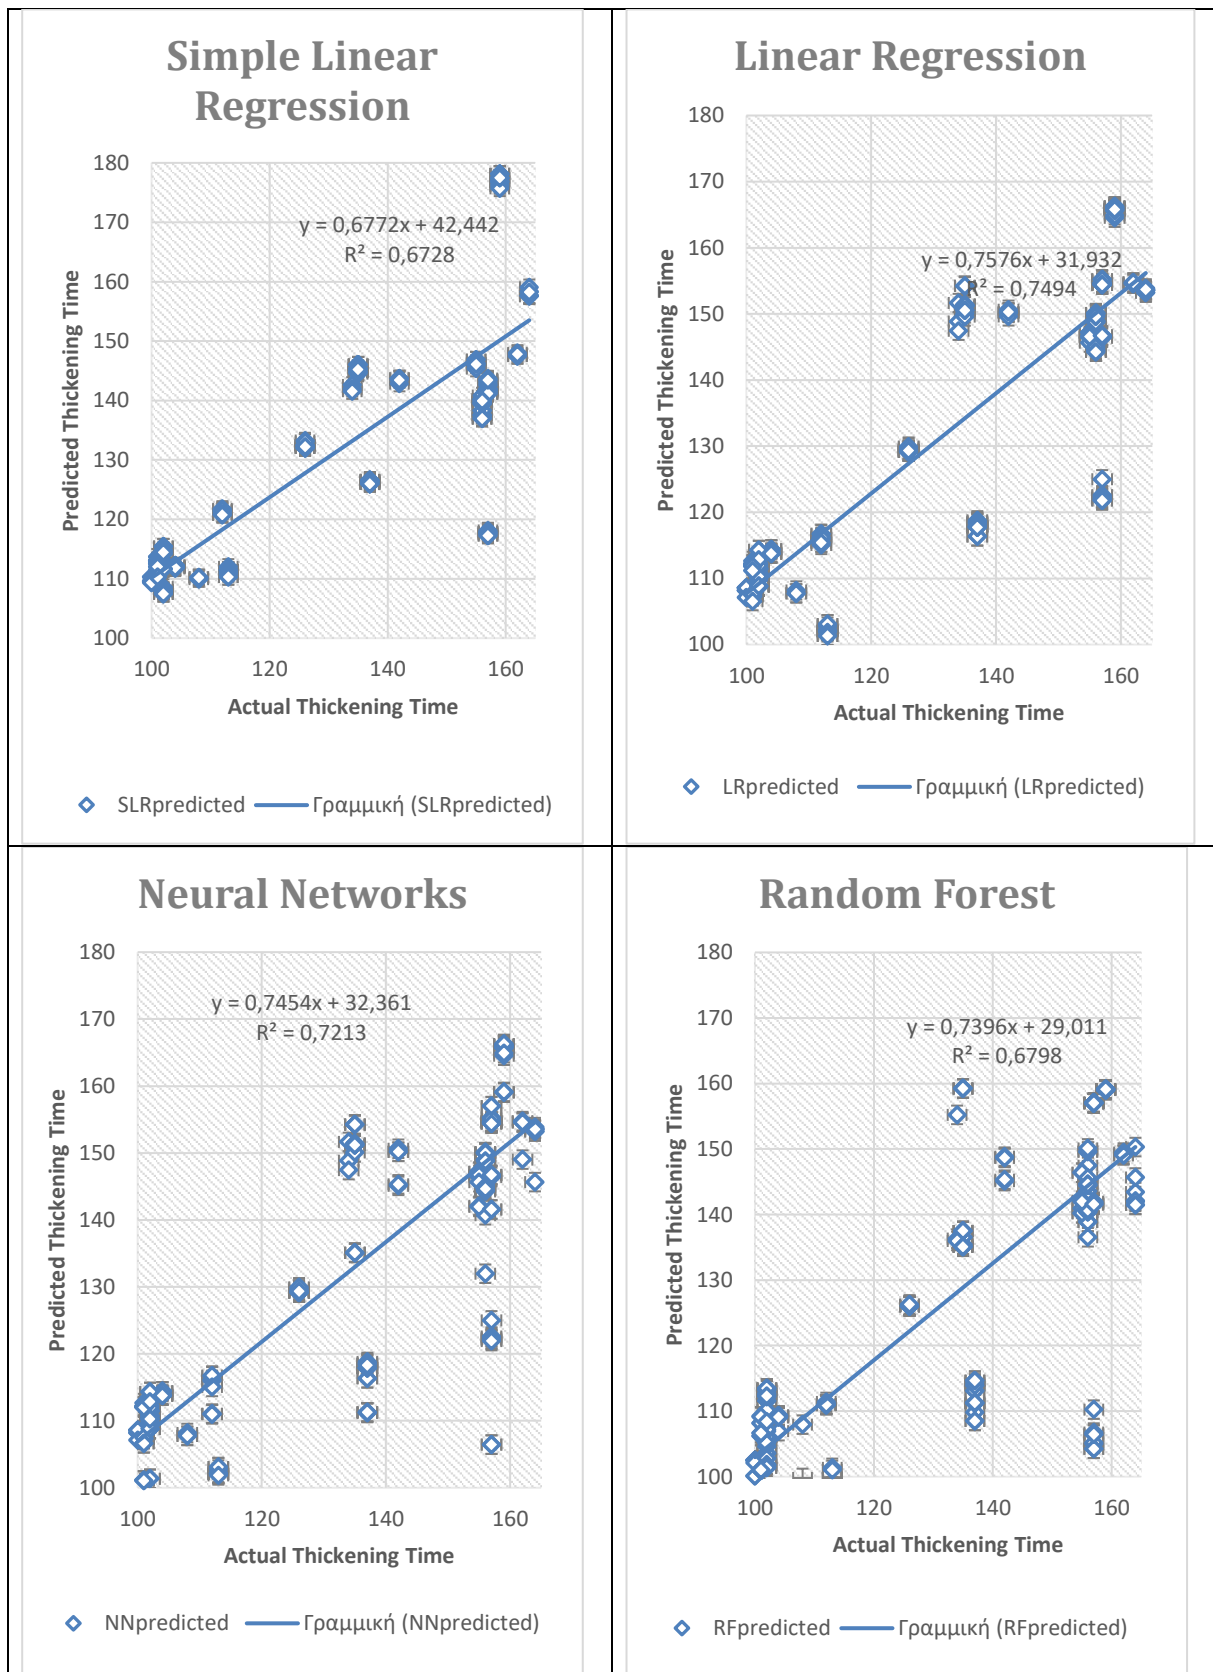 Simple Linear
Regression
180
170
160
150
140
130
120
110
100
Predicted Thickening Time
y = 0,6772x + 42,442
R² = 0,6728
100 120 140 160
Actual Thickening Time
SLRpredicted Γραμμική (SLRpredicted)
Linear Regression
180
170
160
150
140
130
120
110
100
Predicted Thickening Time
y = 0,7576x + 31,932
R² = 0,7494
100 120 140 160
Actual Thickening Time
LRpredicted Γραμμική (LRpredicted)
Neural Networks
180
170
160
150
140
130
120
110
100
Predicted Thickening Time
y = 0,7454x + 32,361
R² = 0,7213
100 120 140 160
Actual Thickening Time
NNpredicted Γραμμική (NNpredicted)
Random Forest
180
170
160
150
140
130
120
110
100
Predicted Thickening Time
y = 0,7396x + 29,011
R² = 0,6798
100 120 140 160
Actual Thickening Time
RFpredicted Γραμμική (RFpredicted)